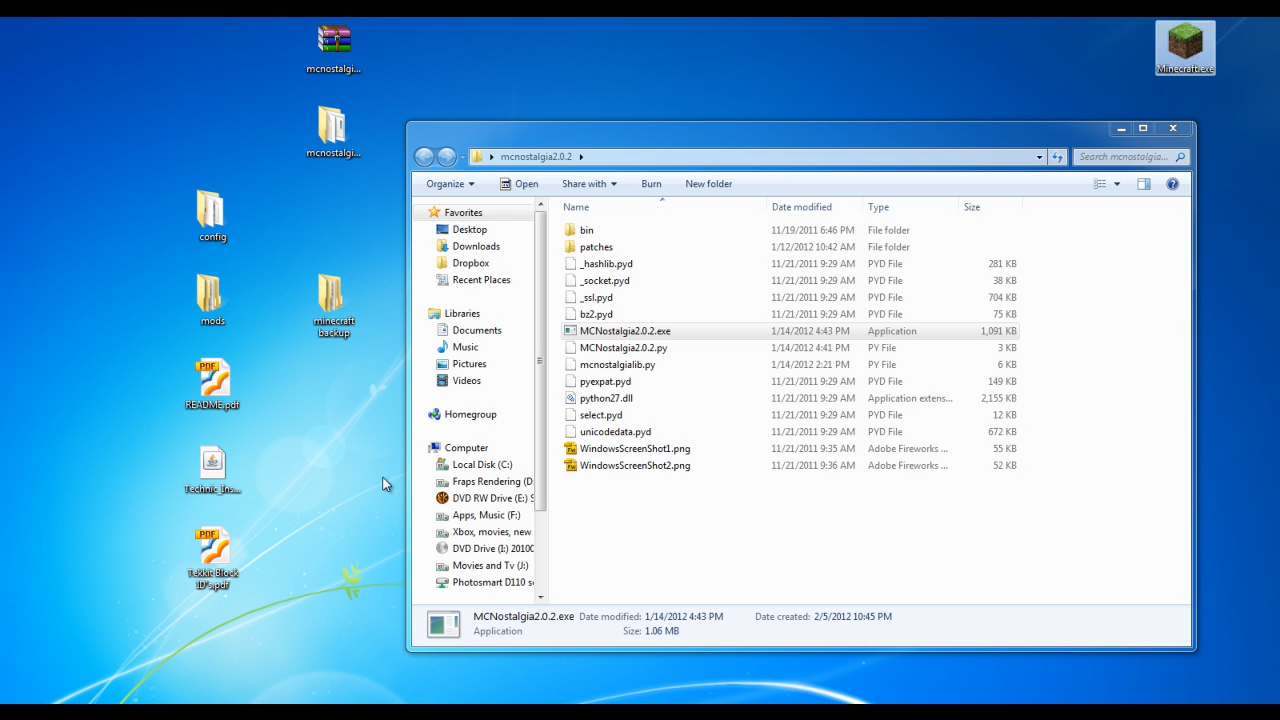 mcnostalgi...
Minecraft.exe
mcnostalgi...
config
mods
minecraft
backup
README.pdf
Technic_Ins...
Tekkit Block
ID's..pdf
mcnostalgia2.0.2
Search mcnostalgia...
Organize
Open
Share with
Burn
New folder
Favorites
Desktop
Downloads
Dropbox
Recent Places
Libraries
Documents
Music
Pictures
Videos
Homegroup
Computer
Local Disk (C:)
Fraps Rendering (D
DVD RW Drive (E:) S
Apps, Music (F:)
Xbox, movies, new
DVD Drive (I:) 20100
Movies and Tv (J:)
Photosmart D110 se
Name Date modified Type Size
bin 11/19/2011 6:46 PM File folder
patches 1/12/2012 10:42 AM File folder
_hashlib.pyd 11/21/2011 9:29 AM PYD File 281 KB
_socket.pyd 11/21/2011 9:29 AM PYD File 38 KB
_ssl.pyd 11/21/2011 9:29 AM PYD File 704 KB
bz2.pyd 11/21/2011 9:29 AM PYD File 75 KB
MCNostalgia2.0.2.exe 1/14/2012 4:43 PM Application 1,091 KB
MCNostalgia2.0.2.py 1/14/2012 4:41 PM PY File 3 KB
mcnostalgialib.py 1/14/2012 2:21 PM PY File 6 KB
pyexpat.pyd 11/21/2011 9:29 AM PYD File 149 KB
python27.dll 11/21/2011 9:29 AM Application extens... 2,155 KB
select.pyd 11/21/2011 9:29 AM PYD File 12 KB
unicodedata.pyd 11/21/2011 9:29 AM PYD File 672 KB
WindowsScreenShot1.png 11/21/2011 9:35 AM Adobe Fireworks ... 55 KB
WindowsScreenShot2.png 11/21/2011 9:36 AM Adobe Fireworks ... 52 KB
MCNostalgia2.0.2.exe Date modified: 1/14/2012 4:43 PM Date created: 2/5/2012 10:45 PM
Application Size: 1.06 MB